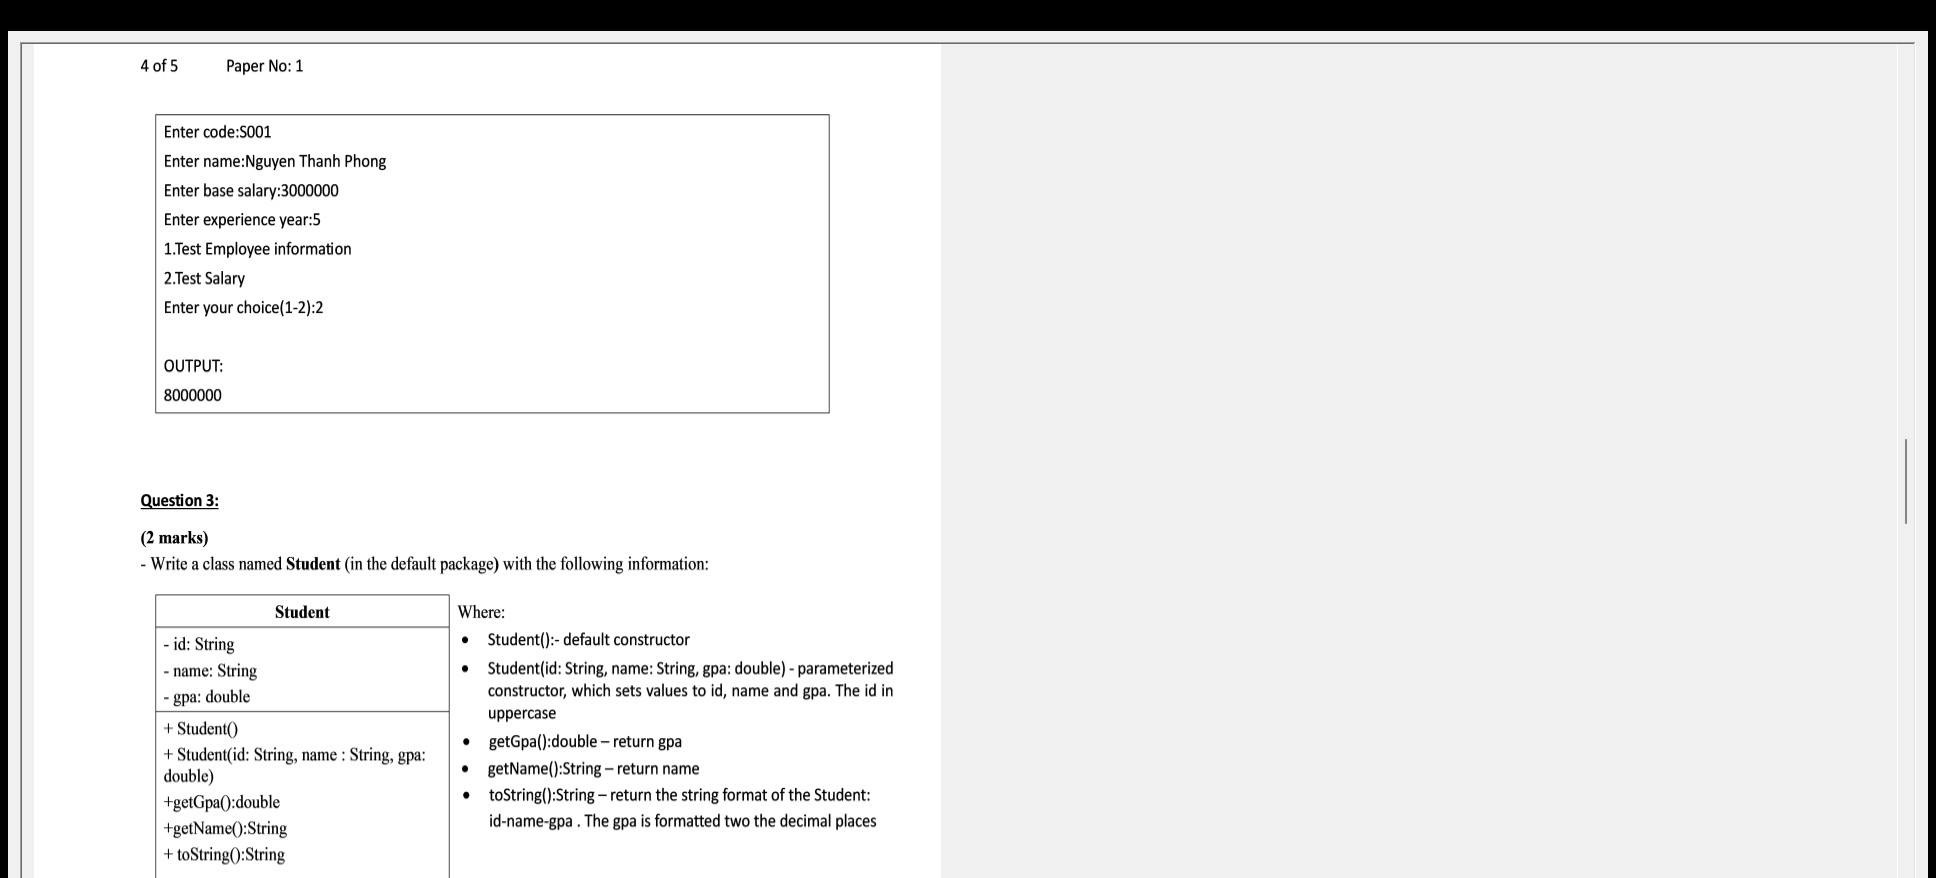 4 of 5 Paper No: 1
Enter code:S001
Enter name:Nguyen Thanh Phong
Enter base salary:3000000
Enter experience year:5
1.Test Employee information
2.Test Salary
Enter your choice(1-2):2
OUTPUT:
8000000
Question 3:
(2 marks)
- Write a class named Student (in the default package) with the following information:
Student
- id: String
- name: String
- gpa: double
+ Student()
+ Student(id: String, name : String, gpa:
double)
+getGpa():double
+getName():String
+ toString():String
Where:
• Student():- default constructor
• Student(id: String, name: String, gpa: double) - parameterized
constructor, which sets values to id, name and gpa. The id in
uppercase
• getGpa():double – return gpa
• getName():String – return name
• toString():String – return the string format of the Student:
id-name-gpa . The gpa is formatted two the decimal places